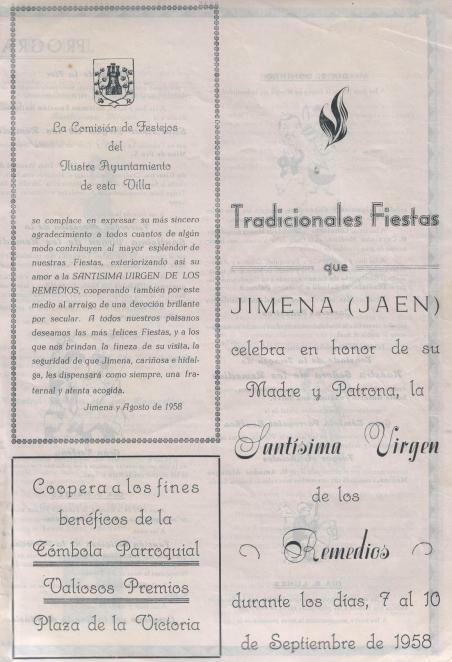 La Comisión de Festejos
del
Ilustre Ayuntamiento
de esta Villa
se complace en expresar su más sincero
agradecimiento a todos cuantos de algún
modo contribuyen al mayor esplendor de
nuestras Fiestas, exteriorizando así su
amor a la SANTISIMA VIRGEN DE LOS
REMEDIOS, cooperando también por este
medio al arraigo de una devoción brillante
por secular. A todos nuestros paisanos
deseamos las más felices Fiestas, y a los
que nos brindan la fineza de su visita, la
seguridad de que Jimena, cariñosa e hidal-
ga, les dispensará como siempre, una fra-
ternal y atenta acogida.
Jimena y Agosto de 1958
Coopera a los fines
benéficos de la
Tómbola Parroquial
Valiosos Premios
Plaza de la Victoria
Tradicionales Fiestas
que
JIMENA (JAEN)
celebra en honor de su
Madre y Patrona, la
Santísima Virgen
de los
Remedios
durante los días, 7 al 10
de Septiembre de 1958